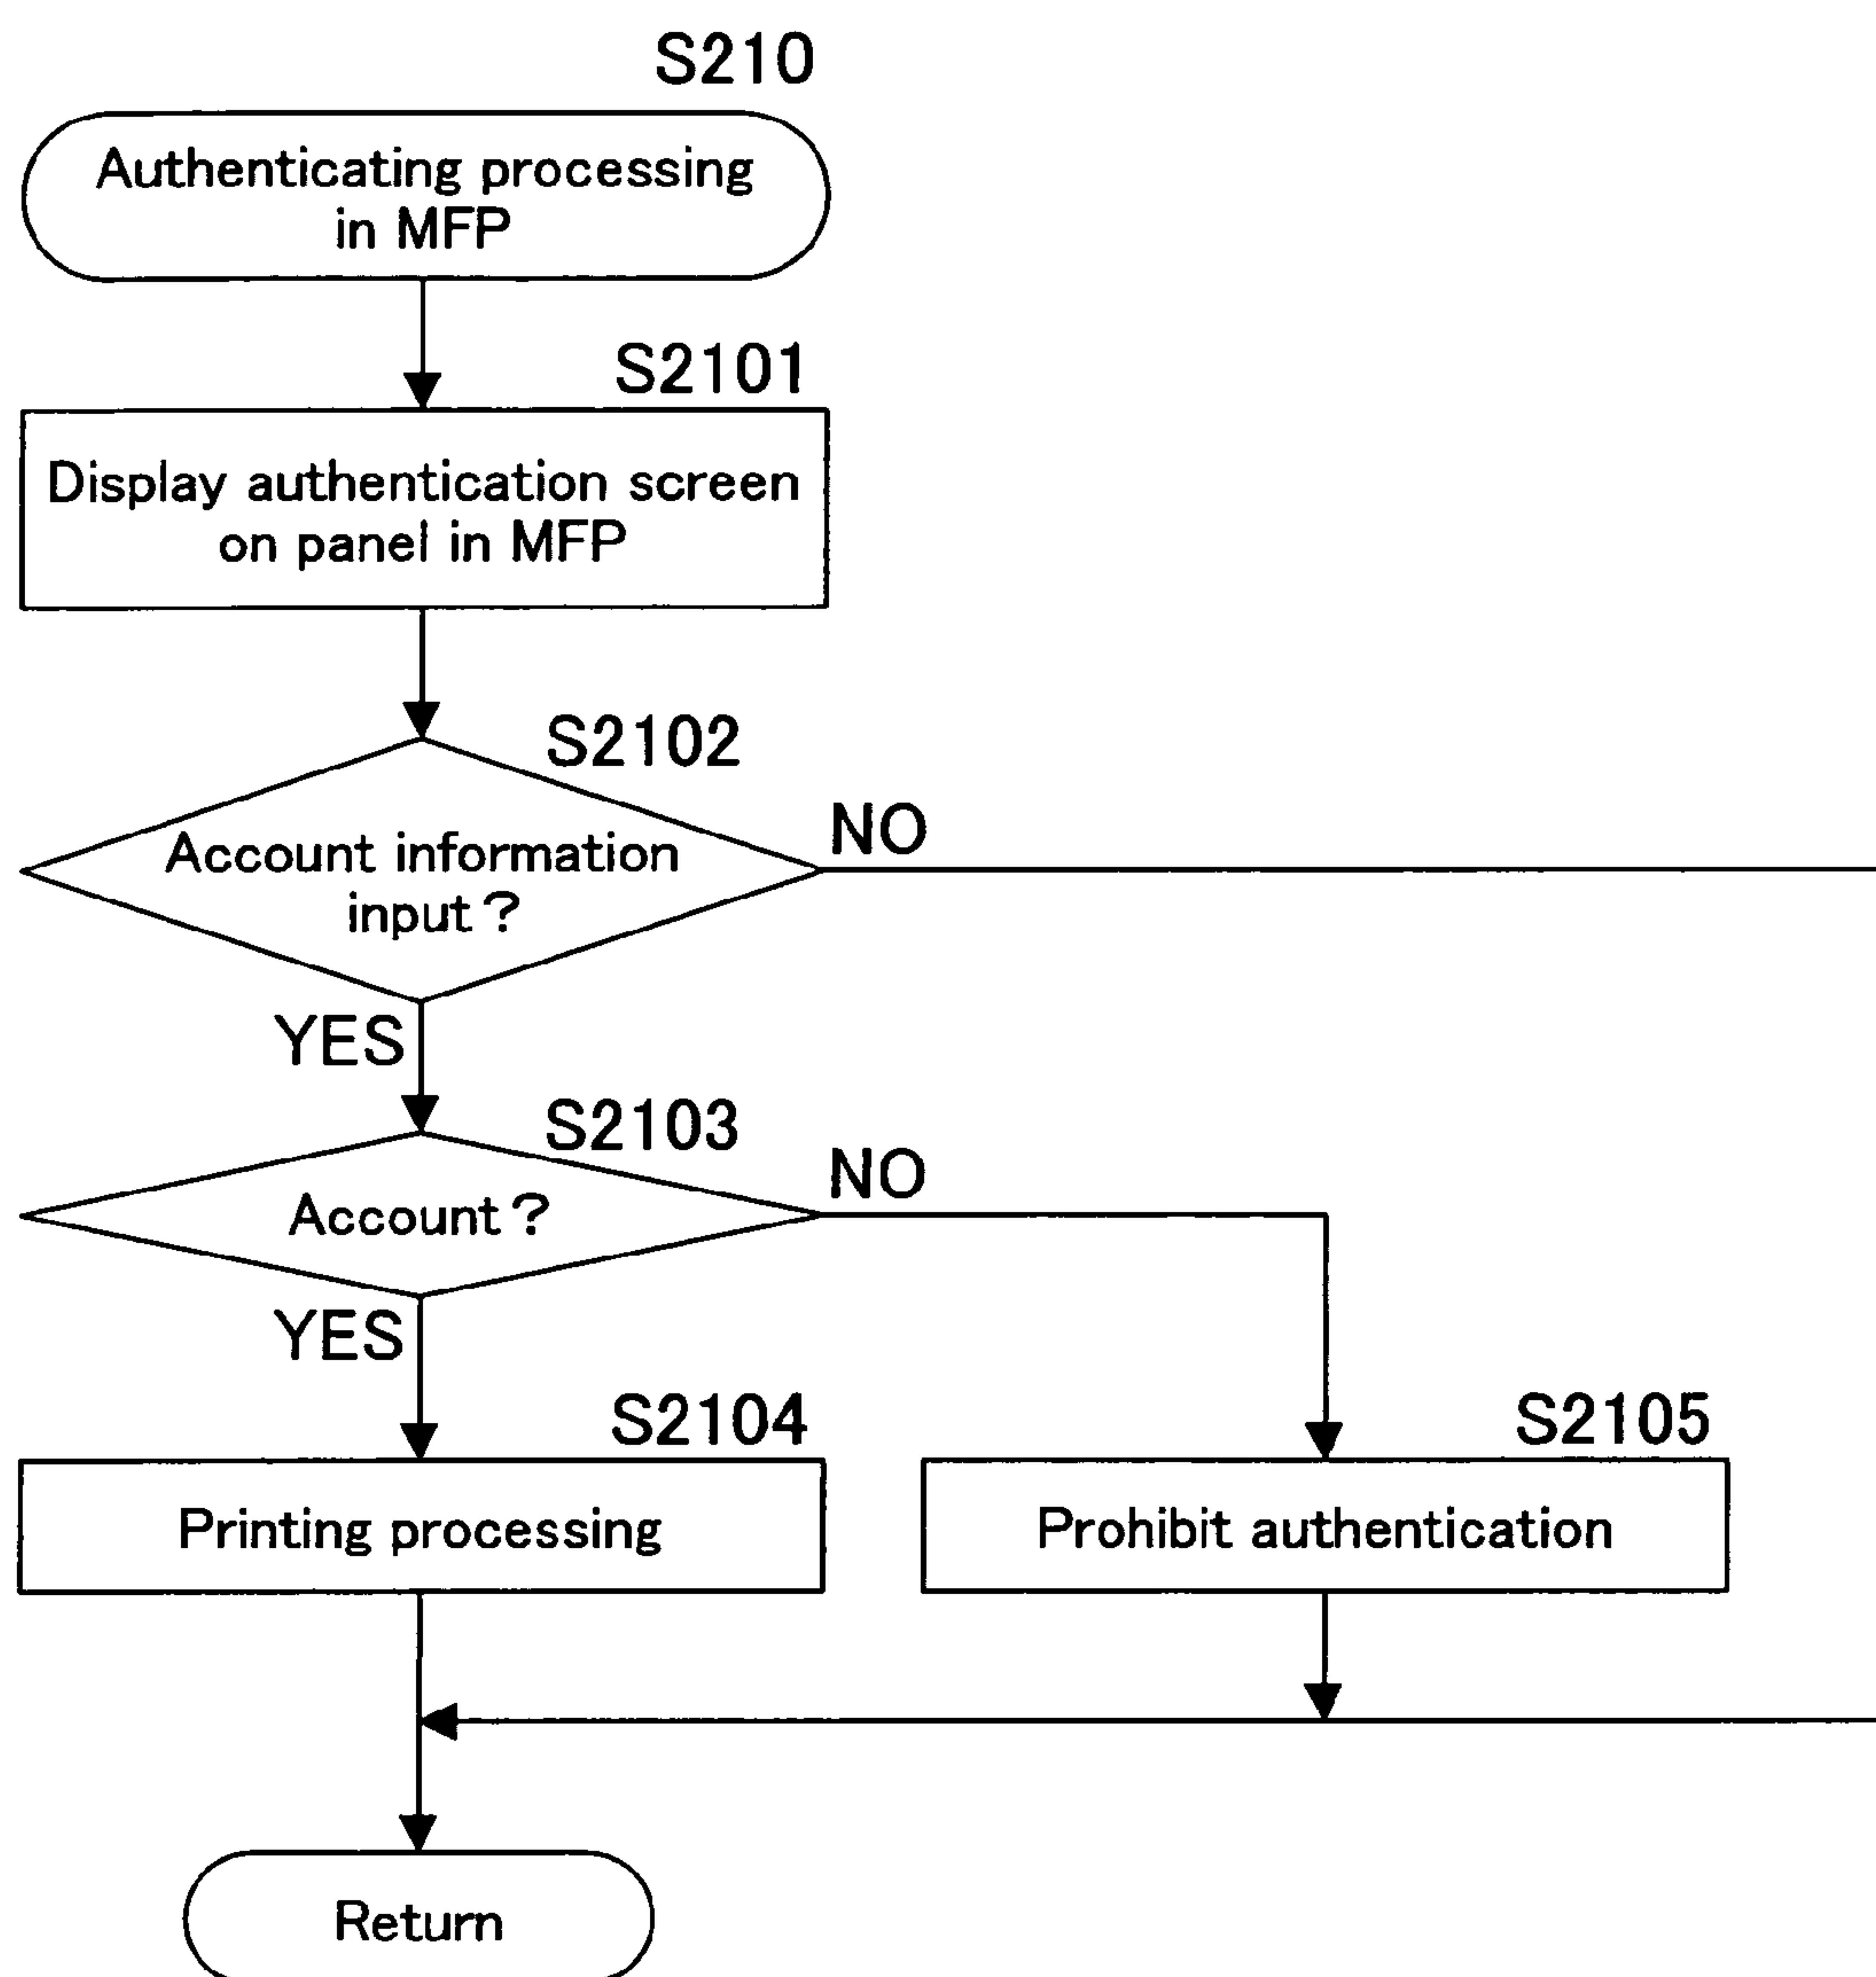 S210
Authenticating processing
in MFP
S2101
Display authentication screen
on panel in MFP
S2102
Account information
input ?
NO
YES
S2103
Account ?
NO
YES
S2104
Printing processing
S2105
Prohibit authentication
Return